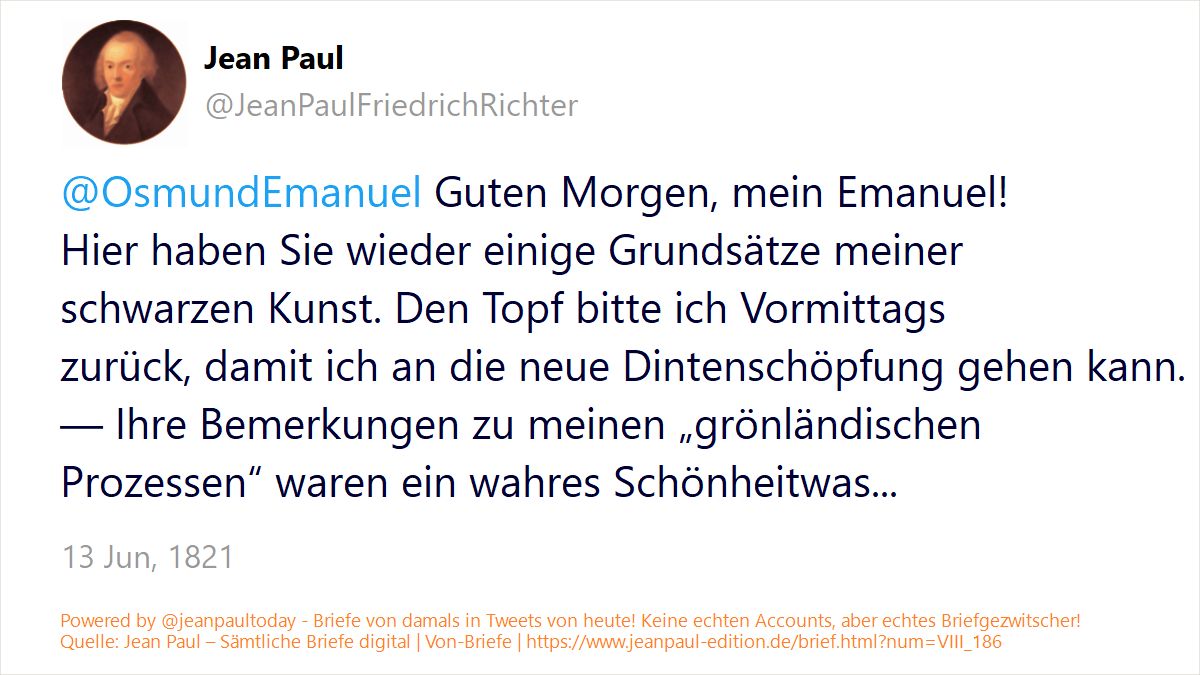 Jean Paul
@JeanPaulFriedrichRichter
@OsmundEmanuel Guten Morgen, mein Emanuel!
Hier haben Sie wieder einige Grundsätze meiner
schwarzen Kunst. Den Topf bitte ich Vormittags
zurück, damit ich an die neue Dintenschöpfung gehen kann.
— Ihre Bemerkungen zu meinen „grönländischen
Prozessen“ waren ein wahres Schönheitwas...
13 Jun, 1821
Powered by @jeanpaultoday - Briefe von damals in Tweets von heute! Keine echten Accounts, aber echtes Briefgezwitscher!
Quelle: Jean Paul – Sämtliche Briefe digital | Von-Briefe | https://www.jeanpaul-edition.de/brief.html?num=VIII_186